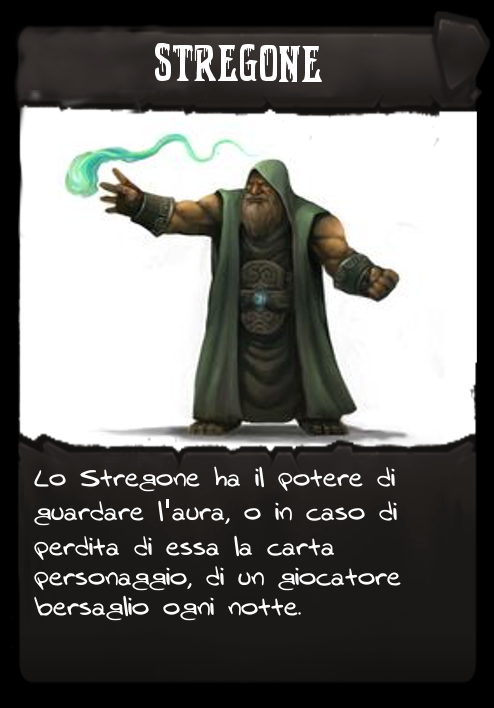 STREGONE
Lo Stregone ha il potere di
guardare l'aura, o in caso di
perdita di essa la carta
personaggio, di un giocatore
bersaglio ogni notte.